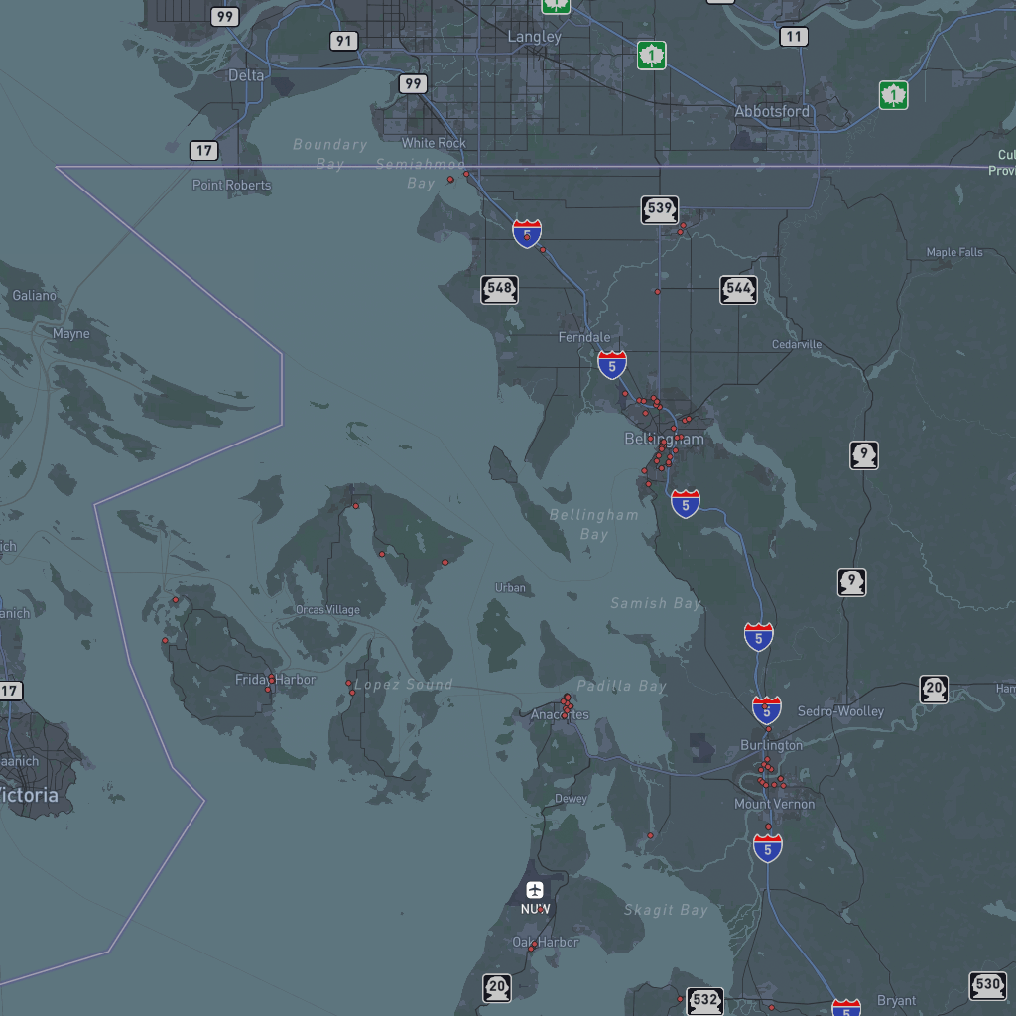 99
1
Langley
11
91
1
Delta
99
1
Abbotsford
White Rock
17
Boundary
Bay
Semiahmoo
Bay
Cul
Provi
Point Roberts
539
5
Maple Falls
548
544
Galiano
Mayne
Ferndale
Cedarville
5
Bellingham
9
5
Bellingham
Bay
ich
9
Urban
Samish Bay
anich
Orcas Village
5
Friday Harbor
Lopez Sound
Padilla Bay
17
20
Ham
Anacortes
5
Sedro-Woolley
Burlington
aanich
ictoria
Dewey
Mount Vernon
5
NUW
Skagit Bay
Oak Harbor
20
532
530
Bryant
5